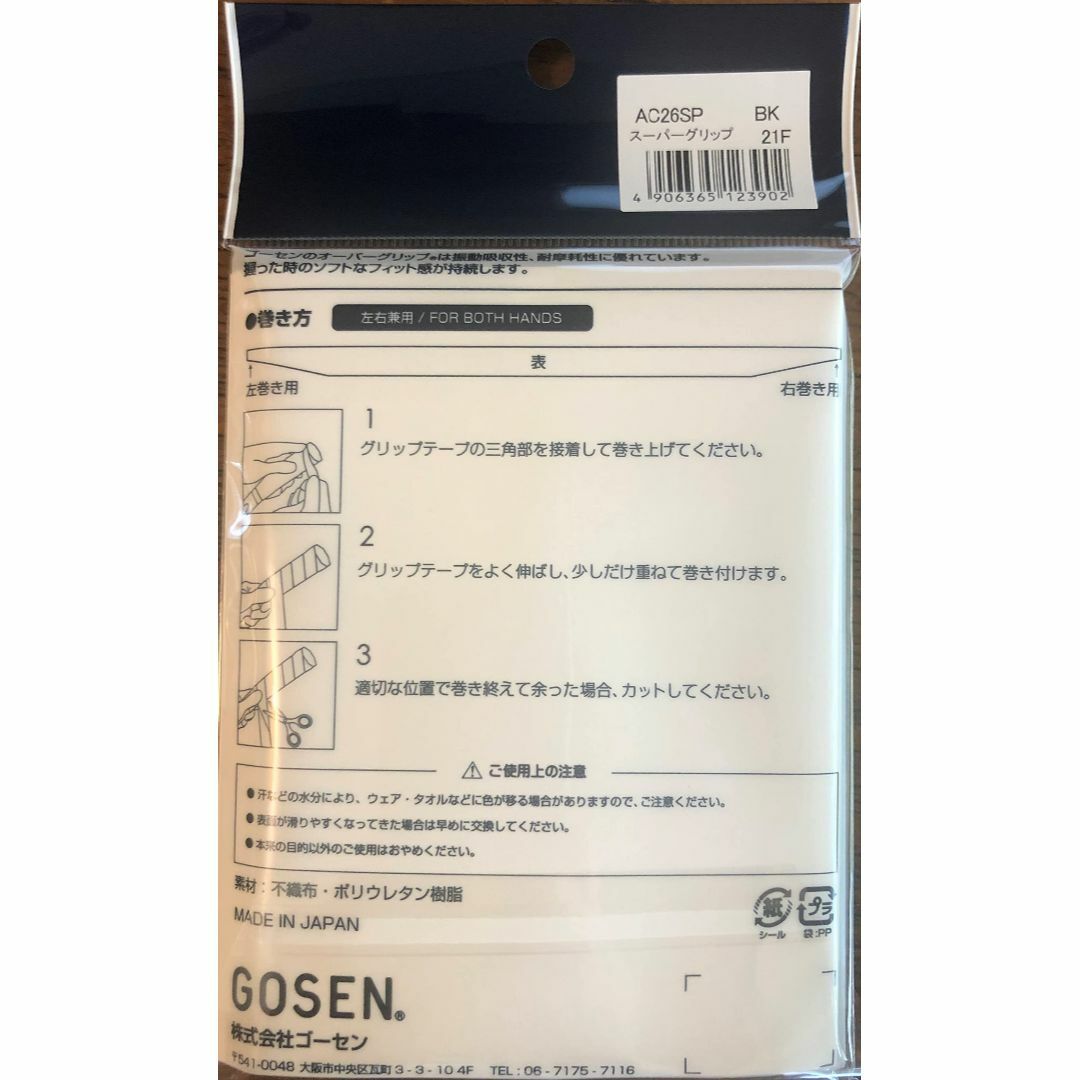 AC26SP BK
スーパーグリップ 21F
4 906365 123902
ゴーセンのオーバーグリップ®は振動吸収性、耐摩耗性に優れています。
握った時のソフトなフィット感が持続します。
●巻き方 左右兼用 / FOR BOTH HANDS
表
↑ ↑
左巻き用 右巻き用
1
グリップテープの三角部を接着して巻き上げてください。
2
グリップテープをよく伸ばし、少しだけ重ねて巻き付けます。
3
適切な位置で巻き終えて余った場合、カットしてください。
⚠ ご使用上の注意
●汗などの水分により、ウェア・タオルなどに色が移る場合がありますので、ご注意ください。
●表面が滑りやすくなってきた場合は早めに交換してください。
●本来の目的以外のご使用はおやめください。
素材：不織布・ポリウレタン樹脂
MADE IN JAPAN
紙 プラ
シール 袋:PP
GOSEN®
株式会社ゴーセン
〒541-0048 大阪市中央区瓦町3-3-10 4F TEL：06-7175-7116